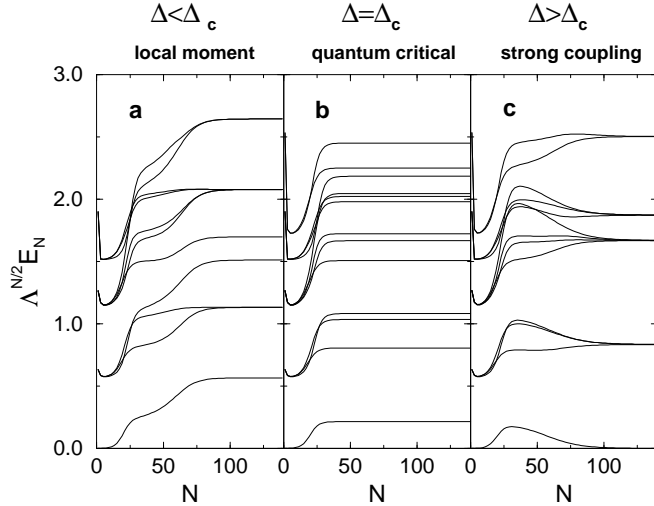 Δ<Δ c Δ=Δc Δ>Δc
local moment quantum critical strong coupling
3.0
a b c
2.0
Λ^N/2 E_N
1.0
0.0
0 50 100 0 50 100 0 50 100
N N N